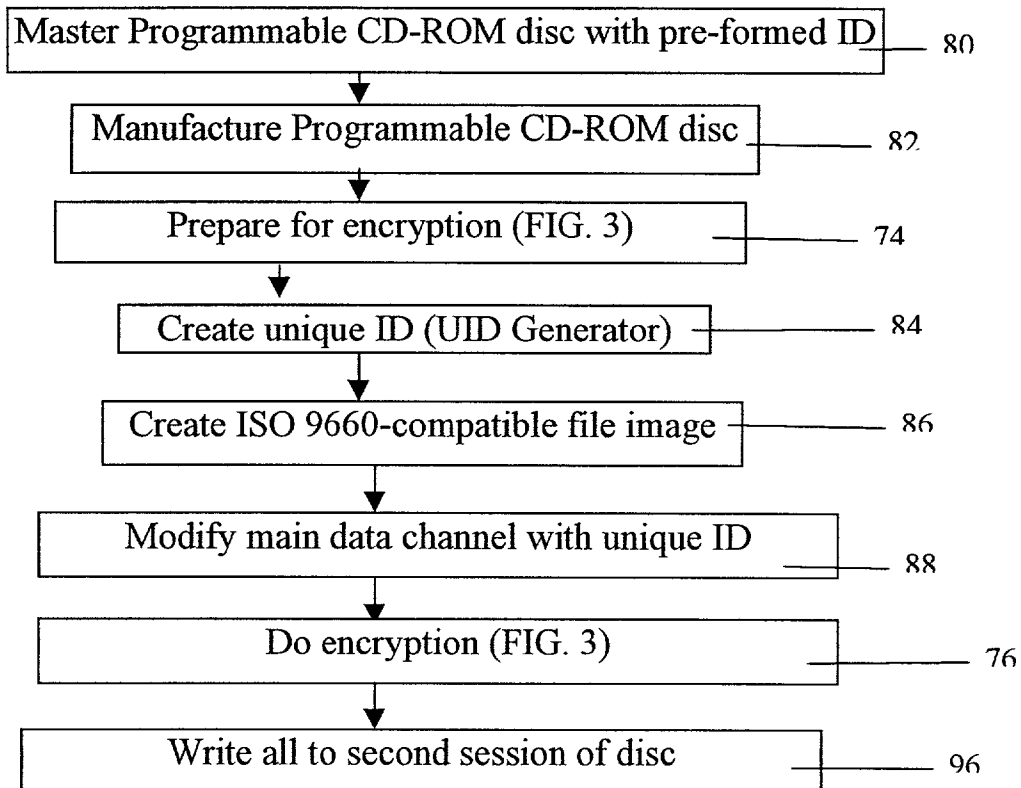 Master Programmable CD-ROM disc with pre-formed ID 80
Manufacture Programmable CD-ROM disc 82
Prepare for encryption (FIG. 3) 74
Create unique ID (UID Generator) 84
Create ISO 9660-compatible file image 86
Modify main data channel with unique ID 88
Do encryption (FIG. 3) 76
Write all to second session of disc 96